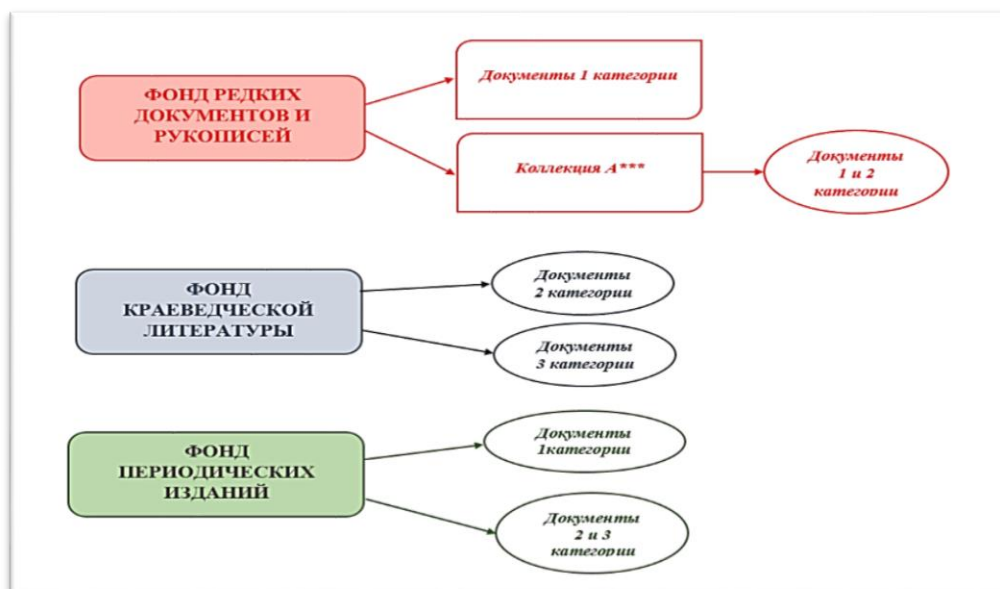 ФОНД РЕДКИХ
ДОКУМЕНТОВ И
РУКОПИСЕЙ
Документы 1 категории
Коллекция А***
Документы
1 и 2
категории
ФОНД
КРАЕВЕДЧЕСКОЙ
ЛИТЕРАТУРЫ
Документы
2 категории
Документы
3 категории
ФОНД
ПЕРИОДИЧЕСКИХ
ИЗДАНИЙ
Документы
1категории
Документы
2 и 3
категории